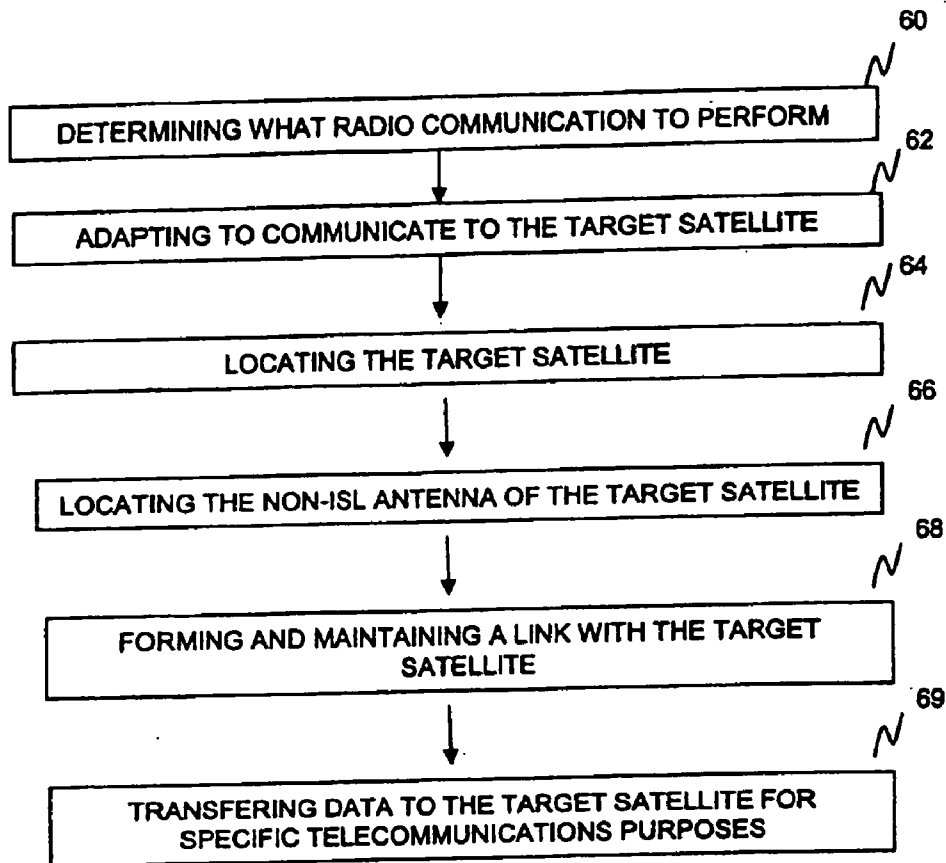 60
DETERMINING WHAT RADIO COMMUNICATION TO PERFORM
62
ADAPTING TO COMMUNICATE TO THE TARGET SATELLITE
64
LOCATING THE TARGET SATELLITE
66
LOCATING THE NON-ISL ANTENNA OF THE TARGET SATELLITE
68
FORMING AND MAINTAINING A LINK WITH THE TARGET
SATELLITE
69
TRANSFERING DATA TO THE TARGET SATELLITE FOR
SPECIFIC TELECOMMUNICATIONS PURPOSES